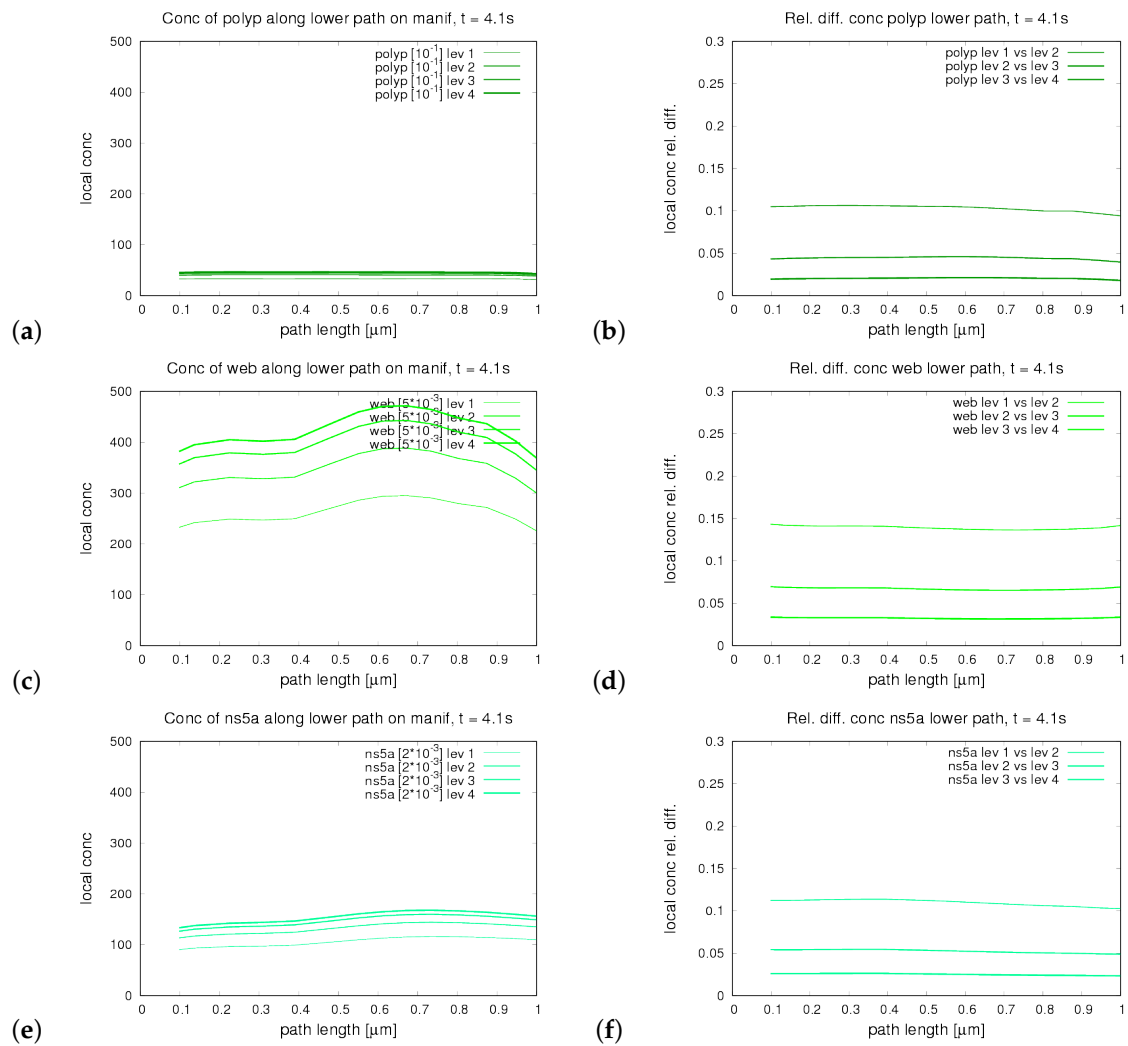 Conc of polyp along lower path on manif, t = 4.1s
local conc
500
400
300
200
100
0
polyp [10^-1] lev 1
polyp [10^-1] lev 2
polyp [10^-1] lev 3
polyp [10^-1] lev 4
0 0.1 0.2 0.3 0.4 0.5 0.6 0.7 0.8 0.9 1
path length [µm]
(a)
Rel. diff. conc polyp lower path, t = 4.1s
local conc rel. diff.
0.3
0.25
0.2
0.15
0.1
0.05
0
polyp lev 1 vs lev 2
polyp lev 2 vs lev 3
polyp lev 3 vs lev 4
0 0.1 0.2 0.3 0.4 0.5 0.6 0.7 0.8 0.9 1
path length [µm]
(b)
Conc of web along lower path on manif, t = 4.1s
local conc
500
400
300
200
100
0
web [5*10^-3] lev 1
web [5*10^-3] lev 2
web [5*10^-3] lev 3
web [5*10^-3] lev 4
0 0.1 0.2 0.3 0.4 0.5 0.6 0.7 0.8 0.9 1
path length [µm]
(c)
Rel. diff. conc web lower path, t = 4.1s
local conc rel. diff.
0.3
0.25
0.2
0.15
0.1
0.05
0
web lev 1 vs lev 2
web lev 2 vs lev 3
web lev 3 vs lev 4
0 0.1 0.2 0.3 0.4 0.5 0.6 0.7 0.8 0.9 1
path length [µm]
(d)
Conc of ns5a along lower path on manif, t = 4.1s
local conc
500
400
300
200
100
0
ns5a [2*10^-3] lev 1
ns5a [2*10^-3] lev 2
ns5a [2*10^-3] lev 3
ns5a [2*10^-3] lev 4
0 0.1 0.2 0.3 0.4 0.5 0.6 0.7 0.8 0.9 1
path length [µm]
(e)
Rel. diff. conc ns5a lower path, t = 4.1s
local conc rel. diff.
0.3
0.25
0.2
0.15
0.1
0.05
0
ns5a lev 1 vs lev 2
ns5a lev 2 vs lev 3
ns5a lev 3 vs lev 4
0 0.1 0.2 0.3 0.4 0.5 0.6 0.7 0.8 0.9 1
path length [µm]
(f)